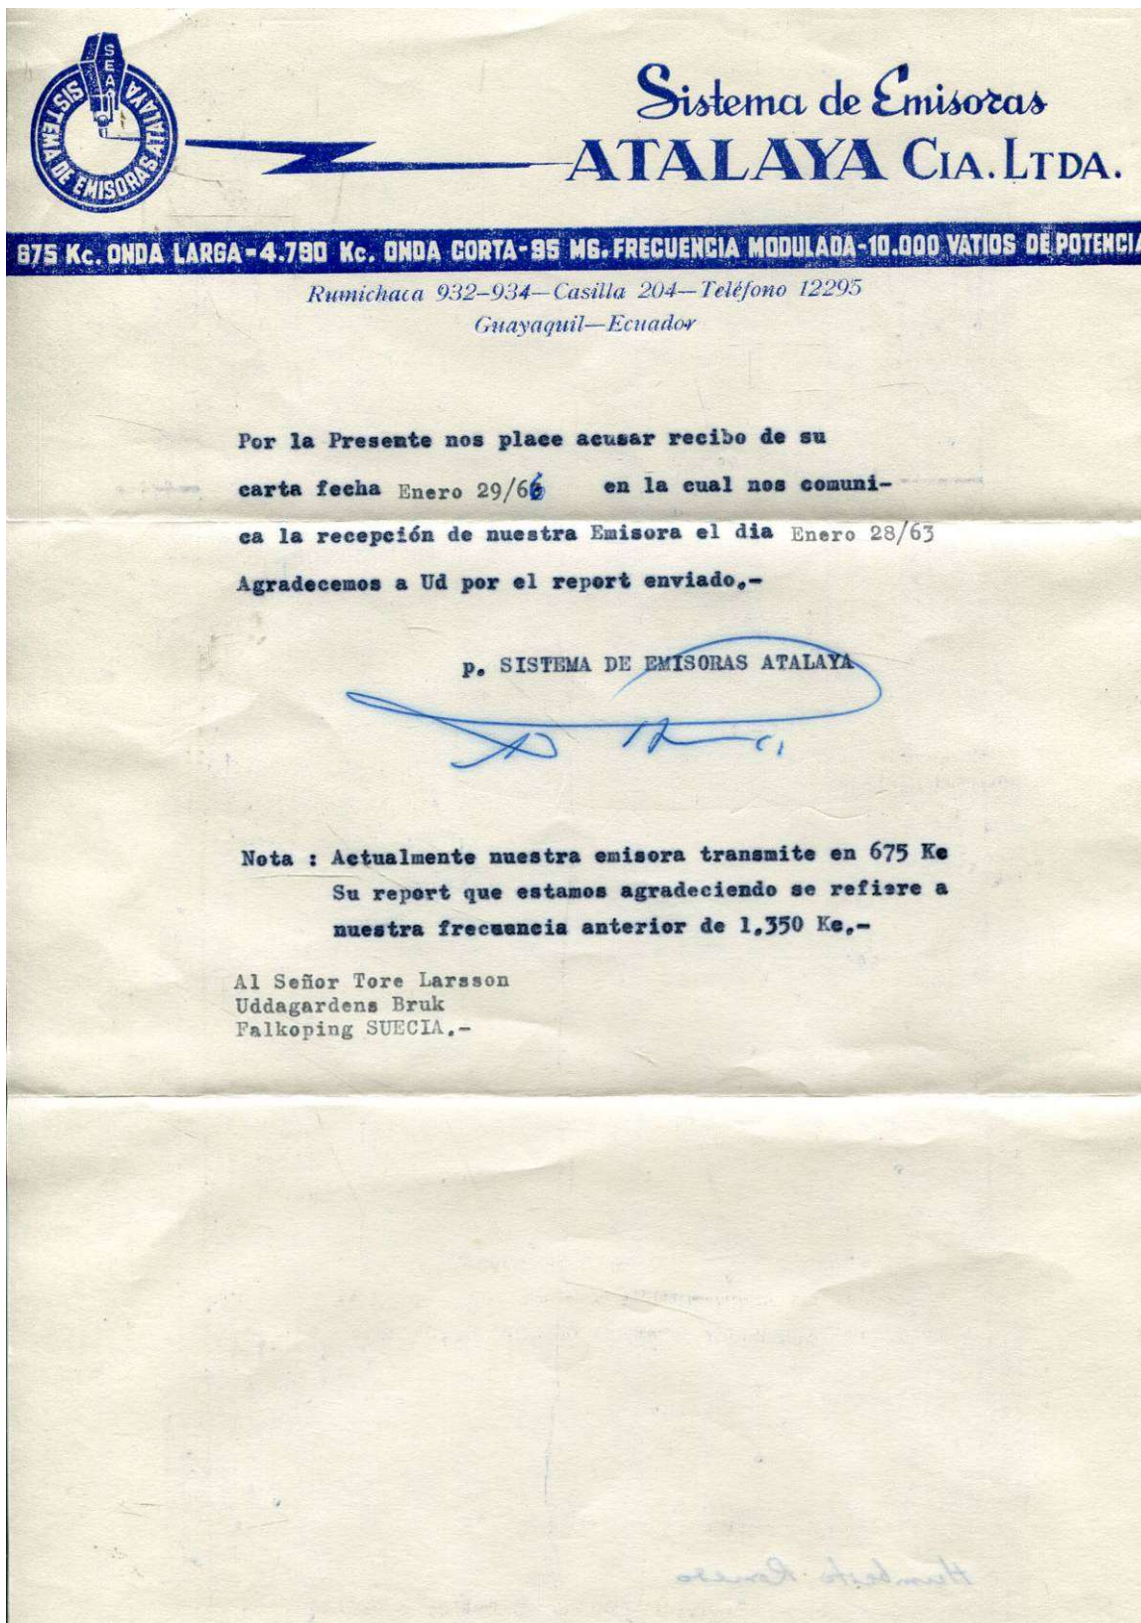 SEA
SISTEMA DE EMISORAS ATALAYA
Sistema de Emisoras
ATALAYA CIA. LTDA.
675 Kc. ONDA LARGA-4.790 Kc. ONDA CORTA-95 MG. FRECUENCIA MODULADA-10.000 VATIOS DE POTENCIA
Rumichaca 932-934—Casilla 204—Teléfono 12295
Guayaquil—Ecuador
Por la Presente nos place acusar recibo de su
carta fecha Enero 29/66 en la cual nos comuni-
ca la recepción de nuestra Emisora el dia Enero 28/63
Agradecemos a Ud por el report enviado.-
p. SISTEMA DE EMISORAS ATALAYA
Nota : Actualmente nuestra emisora transmite en 675 Kc
Su report que estamos agradeciendo se refiere a
nuestra frecuencia anterior de 1.350 Kc.-
Al Señor Tore Larsson
Uddagardens Bruk
Falkoping SUECIA.-
Humberto Romero